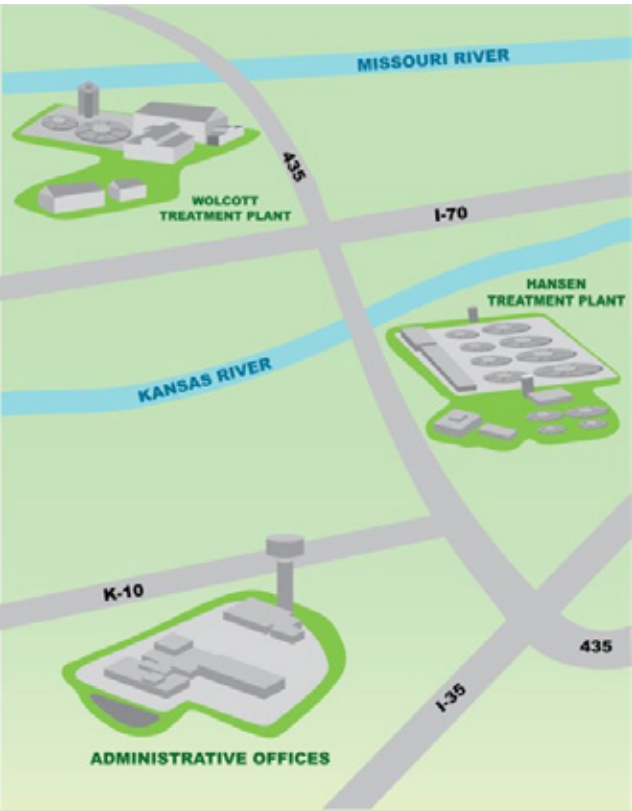 MISSOURI RIVER
435
WOLCOTT
TREATMENT PLANT
I-70
HANSEN
TREATMENT PLANT
KANSAS RIVER
K-10
435
I-35
ADMINISTRATIVE OFFICES